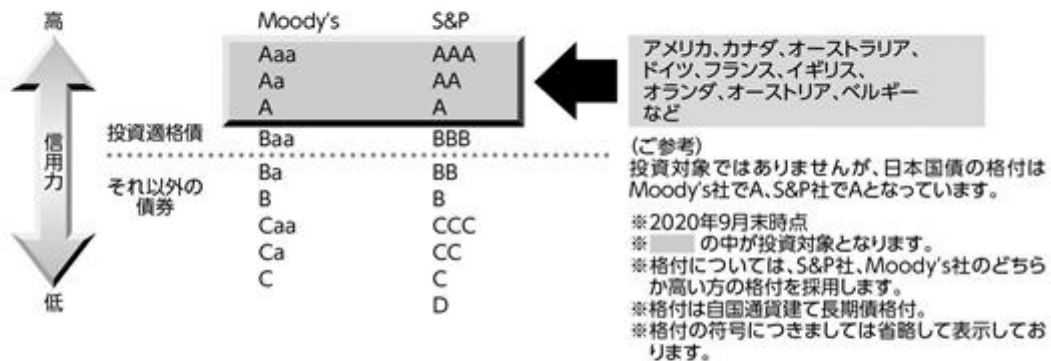 高
Moody's S&P
Aaa AAA
Aa AA
A A
投資適格債 Baa BBB
Ba BB
それ以外の
債券
B B
Caa CCC
Ca CC
C C
D
信用力
低
アメリカ、カナダ、オーストラリア、
ドイツ、フランス、イギリス、
オランダ、オーストリア、ベルギー
など
(ご参考)
投資対象ではありませんが、日本国債の格付は
Moody's社でA、S&P社でAとなっています。
※2020年9月末時点
※ の中が投資対象となります。
※格付については、S&P社、Moody's社のどちら
か高い方の格付を採用します。
※格付は自国通貨建て長期債格付。
※格付の符号につきましては省略して表示してお
ります。